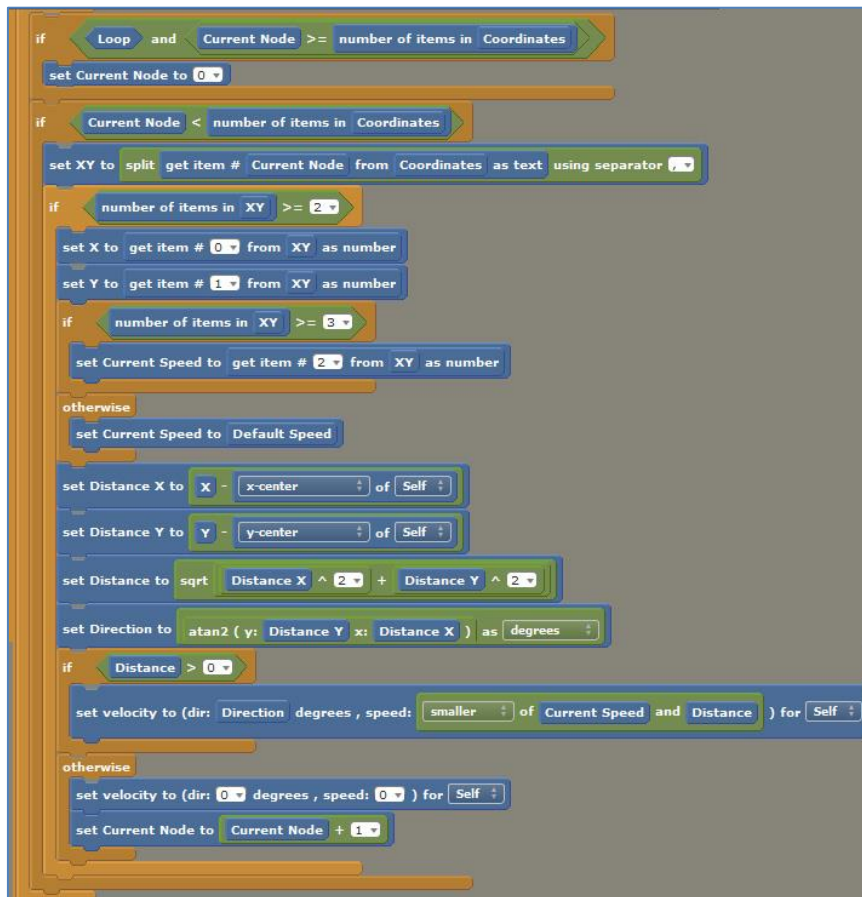 if Loop and Current Node >= number of items in Coordinates
set Current Node to 0
if Current Node < number of items in Coordinates
set XY to split get item # Current Node from Coordinates as text using separator ,
if number of items in XY >= 2
set X to get item # 0 from XY as number
set Y to get item # 1 from XY as number
if number of items in XY >= 3
set Current Speed to get item # 2 from XY as number
otherwise
set Current Speed to Default Speed
set Distance X to X - x-center of Self
set Distance Y to Y - y-center of Self
set Distance to sqrt Distance X ^ 2 + Distance Y ^ 2
set Direction to atan2 ( y: Distance Y x: Distance X ) as degrees
if Distance > 0
set velocity to (dir: Direction degrees , speed: smaller of Current Speed and Distance ) for Self
otherwise
set velocity to (dir: 0 degrees , speed: 0 ) for Self
set Current Node to Current Node + 1